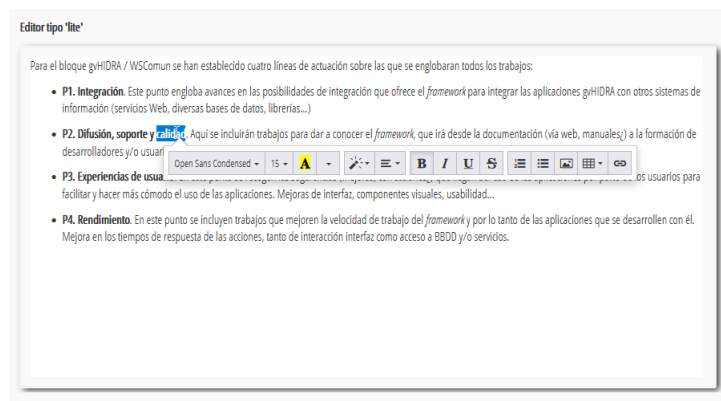 Editor tipo 'lite'
Para el bloque gvHIDRA / WSComun se han establecido cuatro líneas de actuación sobre las que se englobaran todos los trabajos:
• P1. Integración. Este punto engloba avances en las posibilidades de integración que ofrece el framework para integrar las aplicaciones gvHIDRA con otros sistemas de
información (servicios Web, diversas bases de datos, librerías...)
• P2. Difusión, soporte y calidad. Aquí se incluirán trabajos para dar a conocer el framework, que irá desde la documentación (vía web, manuales¿) a la formación de
desarrolladores y/o usuar
Open Sans Condensed 15 A B I U S
• P3. Experiencias de usua os usuarios para
facilitar y hacer más cómodo el uso de las aplicaciones. Mejoras de interfaz, componentes visuales, usabilidad...
• P4. Rendimiento. En este punto se incluyen trabajos que mejoren la velocidad de trabajo del framework y por lo tanto de las aplicaciones que se desarrollen con él.
Mejora en los tiempos de respuesta de las acciones, tanto de interacción interfaz como acceso a BBDD y/o servicios.